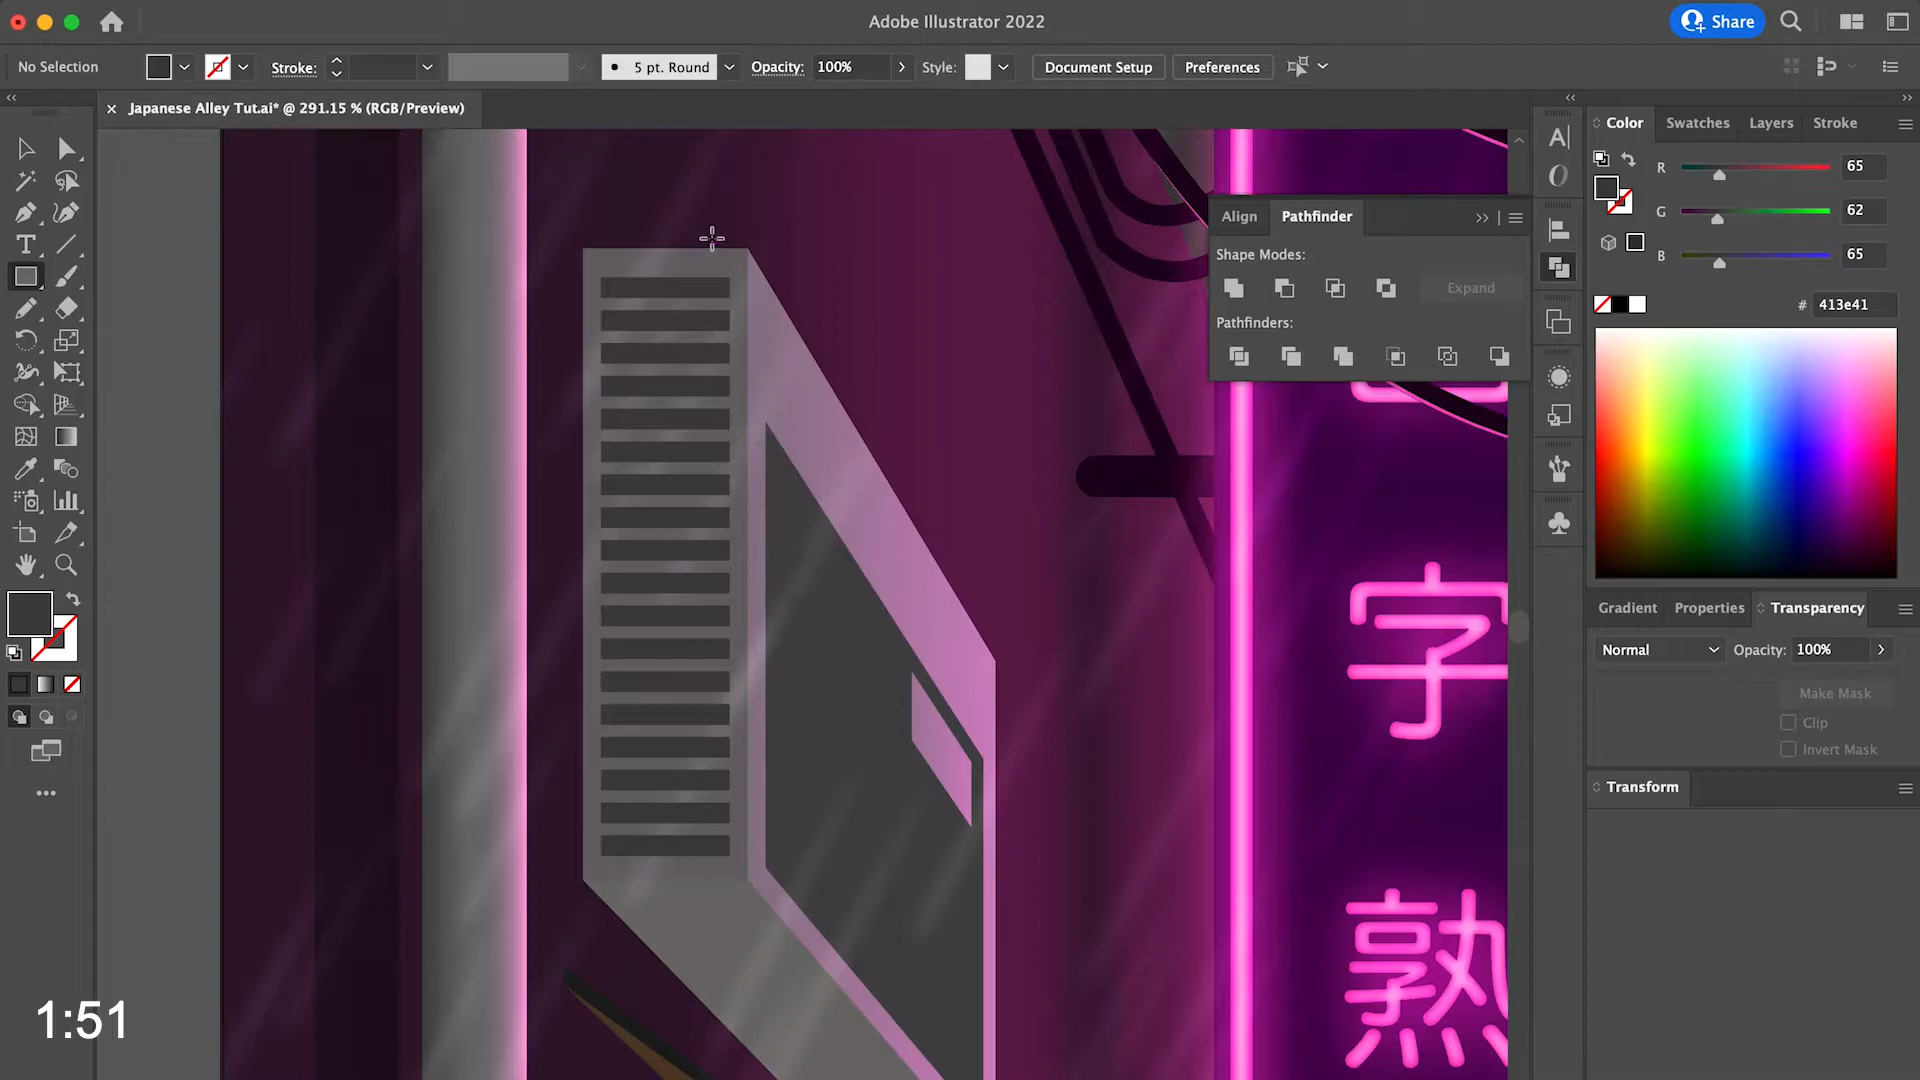 Adobe Illustrator 2022
Share
No Selection
Stroke:
5 pt. Round
Opacity:
100%
Style:
Document Setup
Preferences
Japanese Alley Tut.ai* @ 291.15 % (RGB/Preview)
Color
Swatches
Layers
Stroke
R
65
G
62
B
65
#
413e41
Align
Pathfinder
Shape Modes:
Expand
Pathfinders:
Gradient
Properties
Transparency
Normal
Opacity:
100%
Make Mask
Clip
Invert Mask
Transform
字
熟
1:51